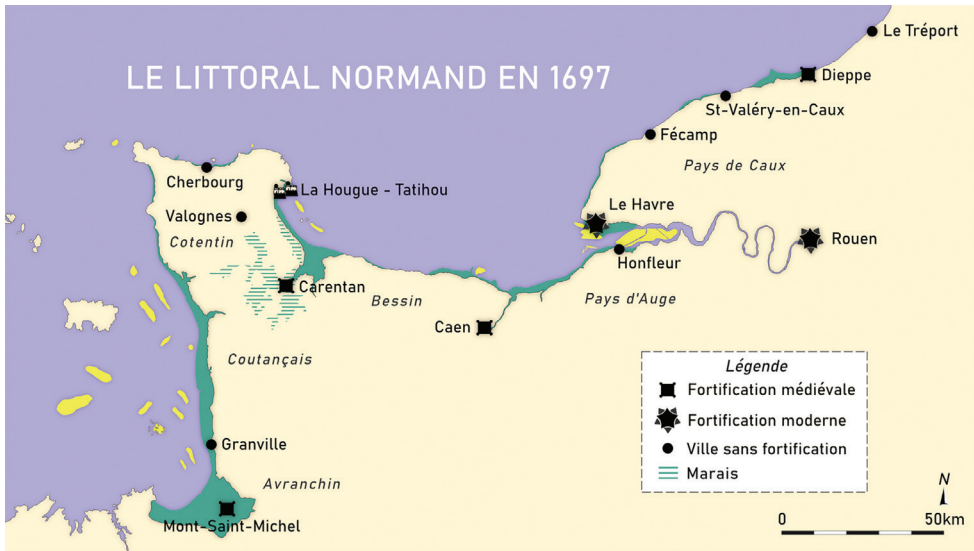 LE LITTORAL NORMAND EN 1697
Le Tréport
Dieppe
St-Valéry-en-Caux
Fécamp
Pays de Caux
Cherbourg
La Hougue - Tatihou
Valognes
Le Havre
Cotentin
Rouen
Honfleur
Carentan
Bessin
Pays d'Auge
Caen
Coutançais
Granville
Avranchin
Mont-Saint-Michel
Légende
Fortification médiévale
Fortification moderne
Ville sans fortification
Marais
N
0 50km